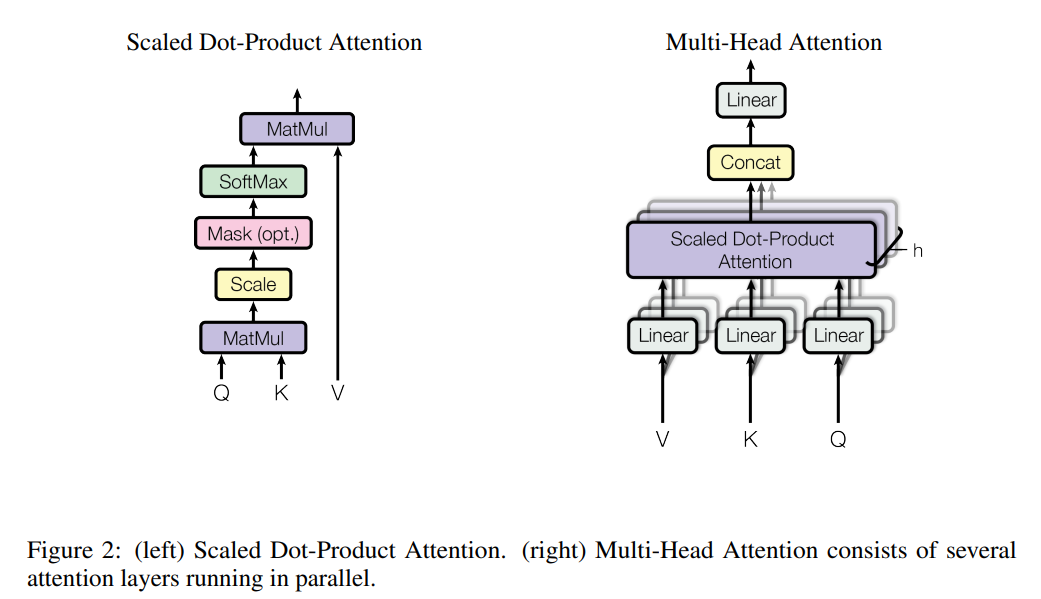 Scaled Dot-Product Attention
MatMul
SoftMax
Mask (opt.)
Scale
MatMul
Q K V
Multi-Head Attention
Linear
Concat
Scaled Dot-Product
Attention
h
Linear Linear Linear
V K Q
Figure 2: (left) Scaled Dot-Product Attention. (right) Multi-Head Attention consists of several
attention layers running in parallel.